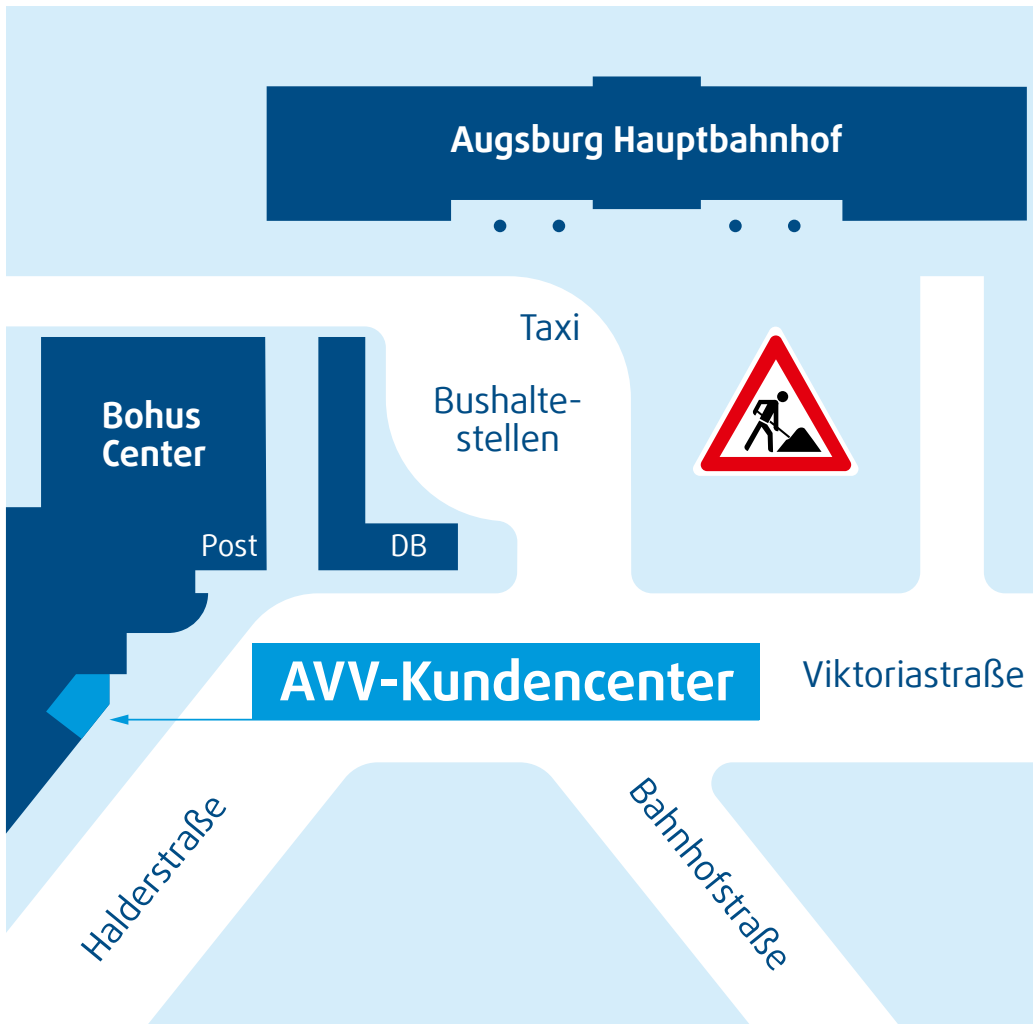 Augsburg Hauptbahnhof
Taxi
Bushalte-
stellen
Bohus
Center
Post
DB
AVV-Kundencenter
Viktoriastraße
Halderstraße
Bahnhofstraße